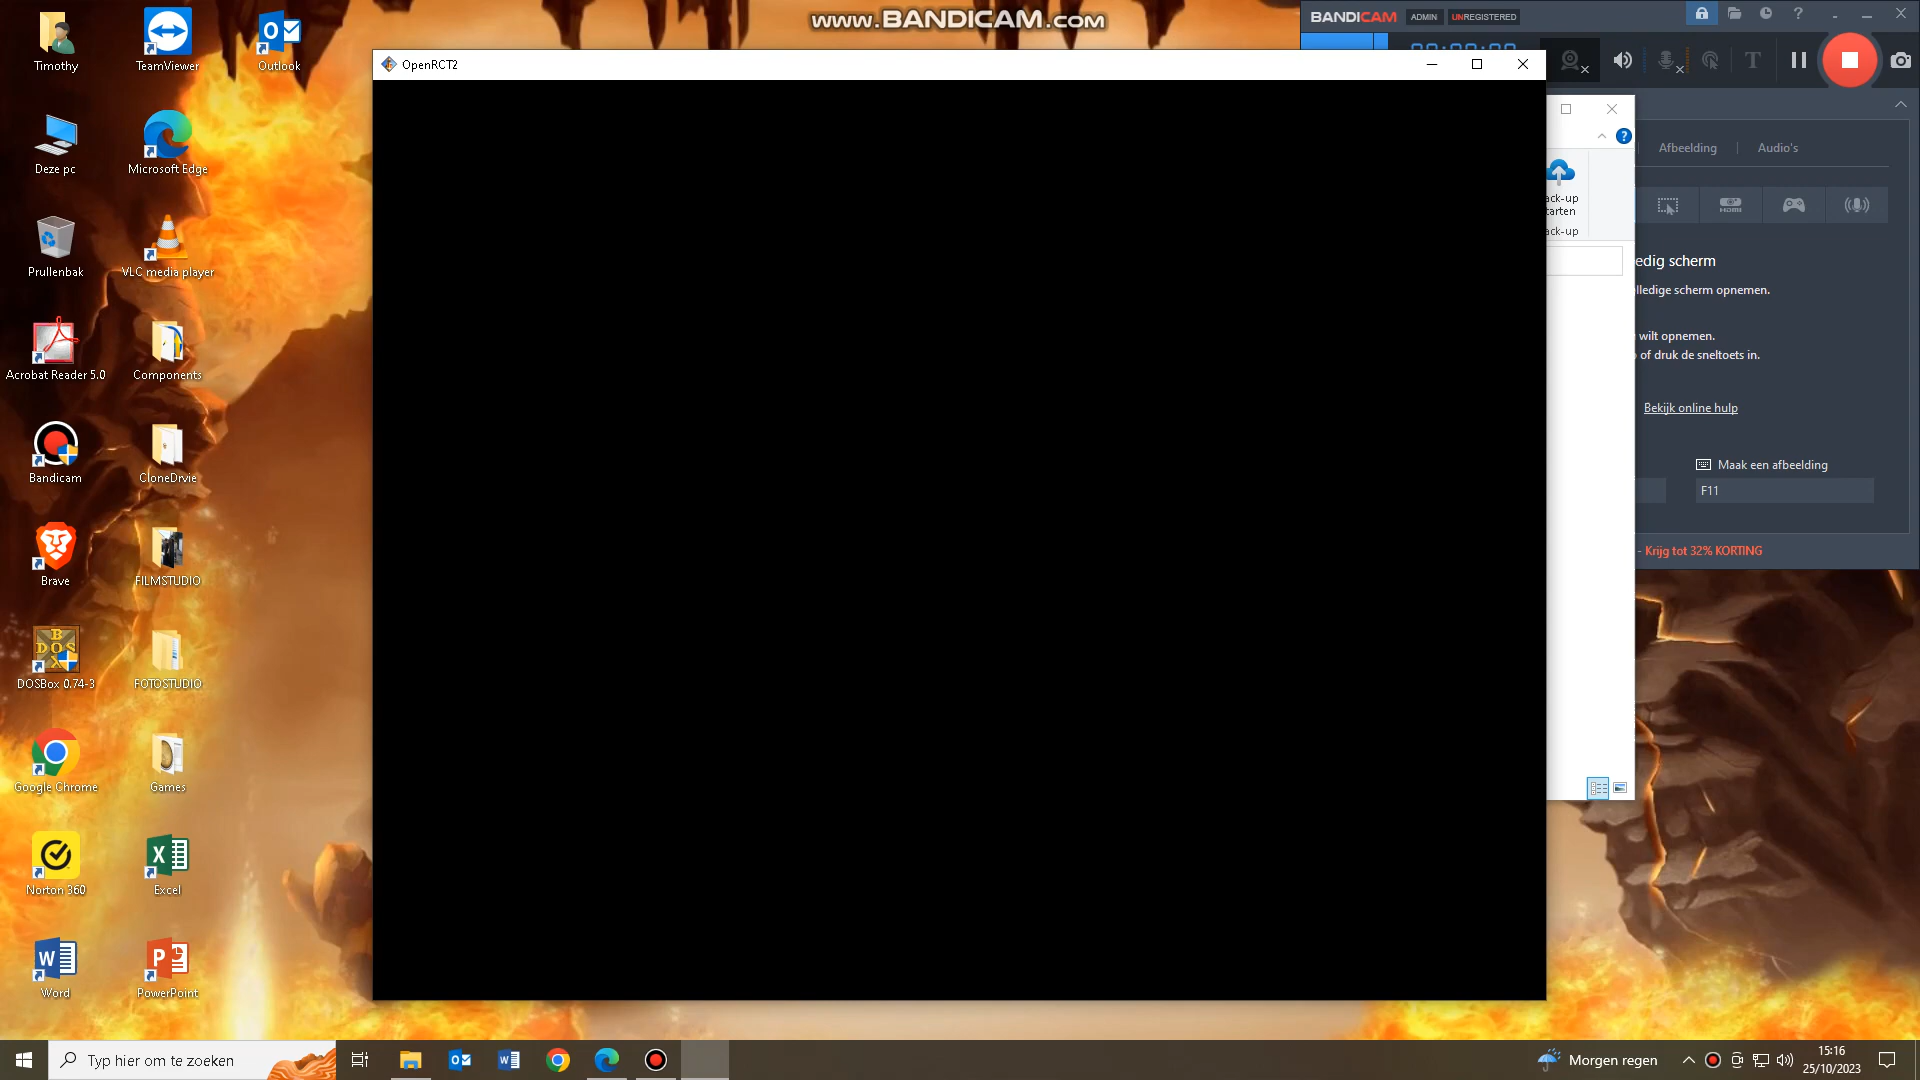 www.BANDICAM.com
BANDICAM
ADMIN
UNREGISTERED
Timothy
TeamViewer
Outlook
OpenRCT2
Deze pc
Microsoft Edge
Afbeelding
Audio's
HDMI
ack-up
tarten
ack-up
Prullenbak
VLC media player
edig scherm
lledige scherm opnemen.
wilt opnemen.
of druk de sneltoets in.
Acrobat Reader 5.0
Components
Bekijk online hulp
Bandicam
CloneDrvie
Maak een afbeelding
F11
Brave
FILMSTUDIO
- Krijg tot 32% KORTING
DOSBox 0.74-3
FOTOSTUDIO
Google Chrome
Games
Norton 360
Excel
Word
PowerPoint
Typ hier om te zoeken
Morgen regen
15:16
25/10/2023